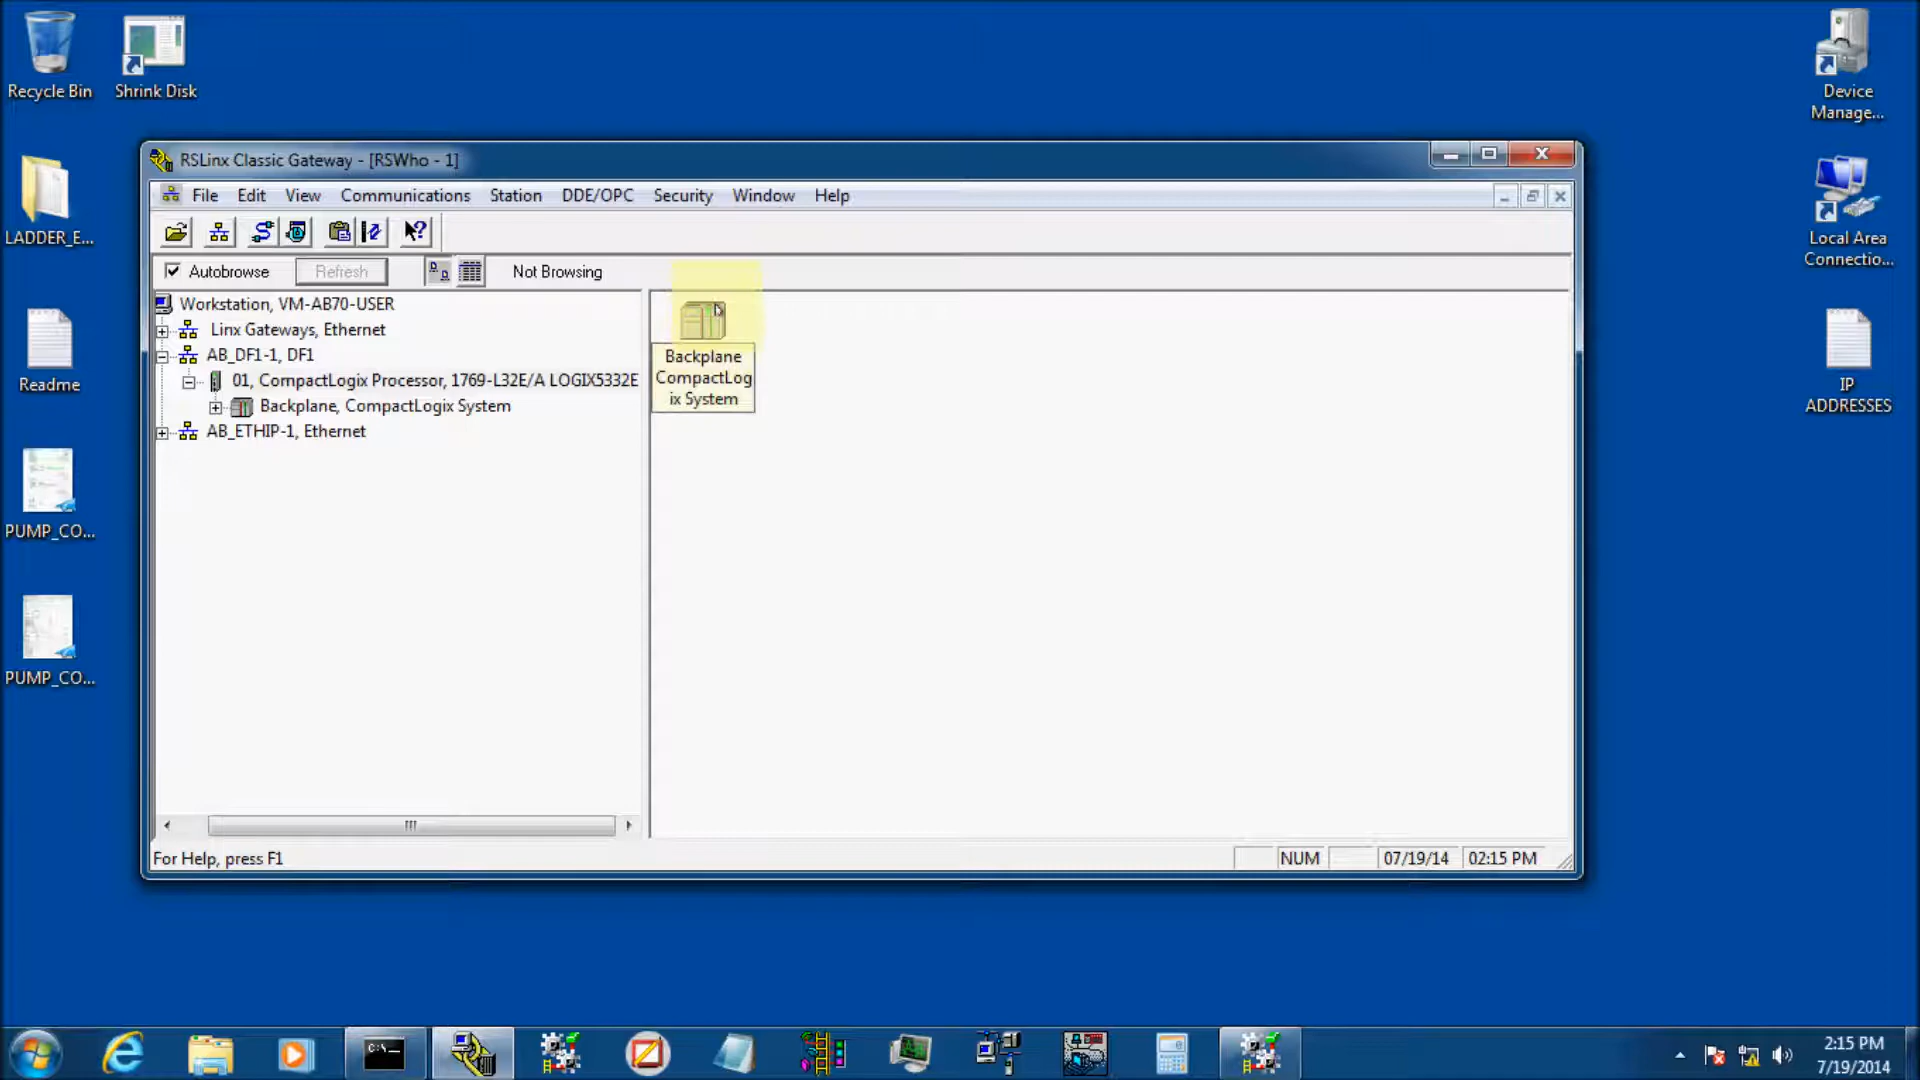 Recycle Bin
Shrink Disk
LADDER_E...
Readme
PUMP_CO...
PUMP_CO...
Device
Manage...
Local Area
Connectio...
IP
ADDRESSES
RSLinx Classic Gateway - [RSWho - 1]
File Edit View Communications Station DDE/OPC Security Window Help
Autobrowse Refresh Not Browsing
Workstation, VM-AB70-USER
Linx Gateways, Ethernet
AB_DF1-1, DF1
01, CompactLogix Processor, 1769-L32E/A LOGIX5332E
Backplane, CompactLogix System
AB_ETHIP-1, Ethernet
Backplane
CompactLog
ix System
For Help, press F1
NUM 07/19/14 02:15 PM
C:\
2:15 PM
7/19/2014